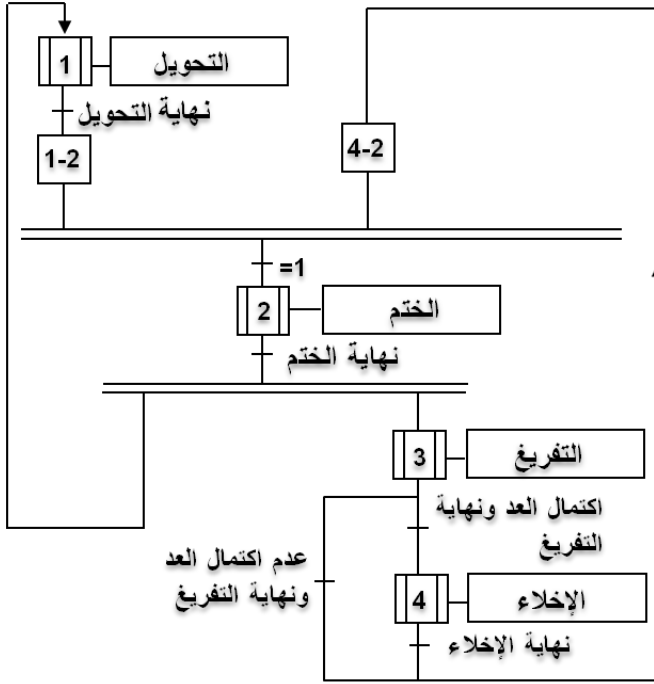 1
التحويل
نهاية التحويل
1-2
4-2
=1
2
الختم
نهاية الختم
3
التفريغ
اكتمال العد ونهاية
التفريغ
عدم اكتمال العد
ونهاية التفريغ
4
الإخلاء
نهاية الإخلاء